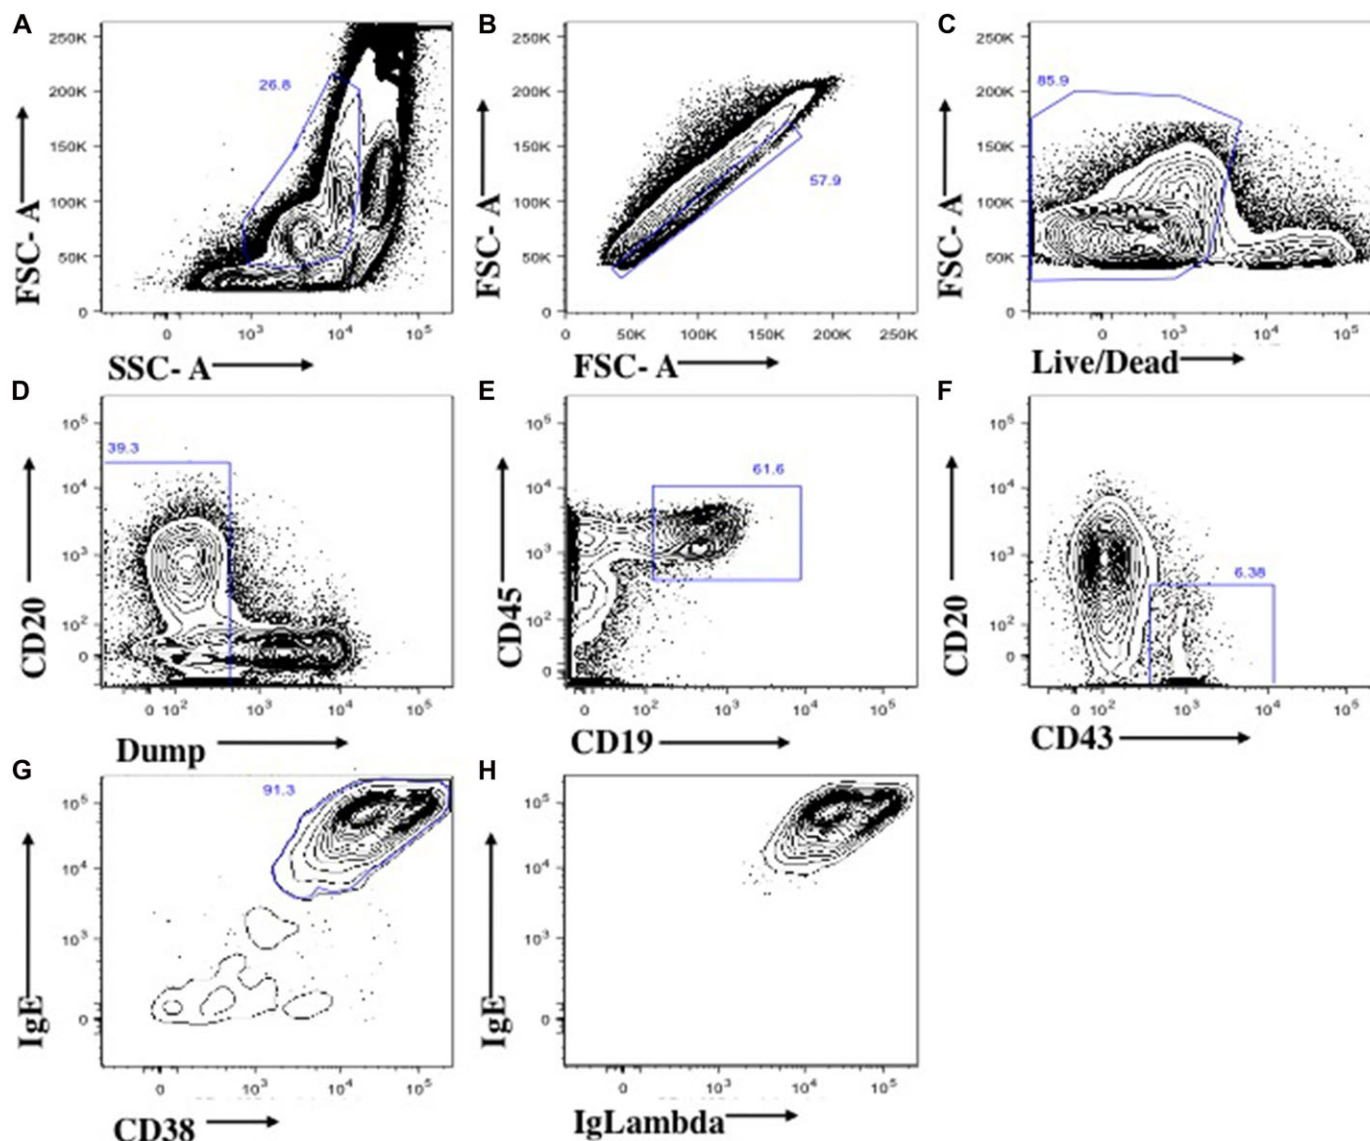 A
250K
200K
150K
100K
50K
0
26.8
0
10³
10⁴
10⁵
FSC- A
SSC- A
B
250K
200K
150K
100K
50K
0
57.9
0
50K
100K
150K
200K
250K
FSC- A
FSC- A
C
250K
200K
150K
100K
50K
0
85.9
0
10³
10⁴
10⁵
FSC- A
Live/Dead
D
10⁵
10⁴
10³
10²
0
39.3
0
10²
10³
10⁴
10⁵
CD20
Dump
E
10⁵
10⁴
10³
10²
0
61.6
0
10²
10³
10⁴
10⁵
CD45
CD19
F
10⁵
10⁴
10³
10²
0
6.38
0
10²
10³
10⁴
10⁵
CD20
CD43
G
10⁵
10⁴
10³
0
91.3
0
10³
10⁴
10⁵
IgE
CD38
H
10⁵
10⁴
10³
0
0
10³
10⁴
10⁵
IgE
IgLambda